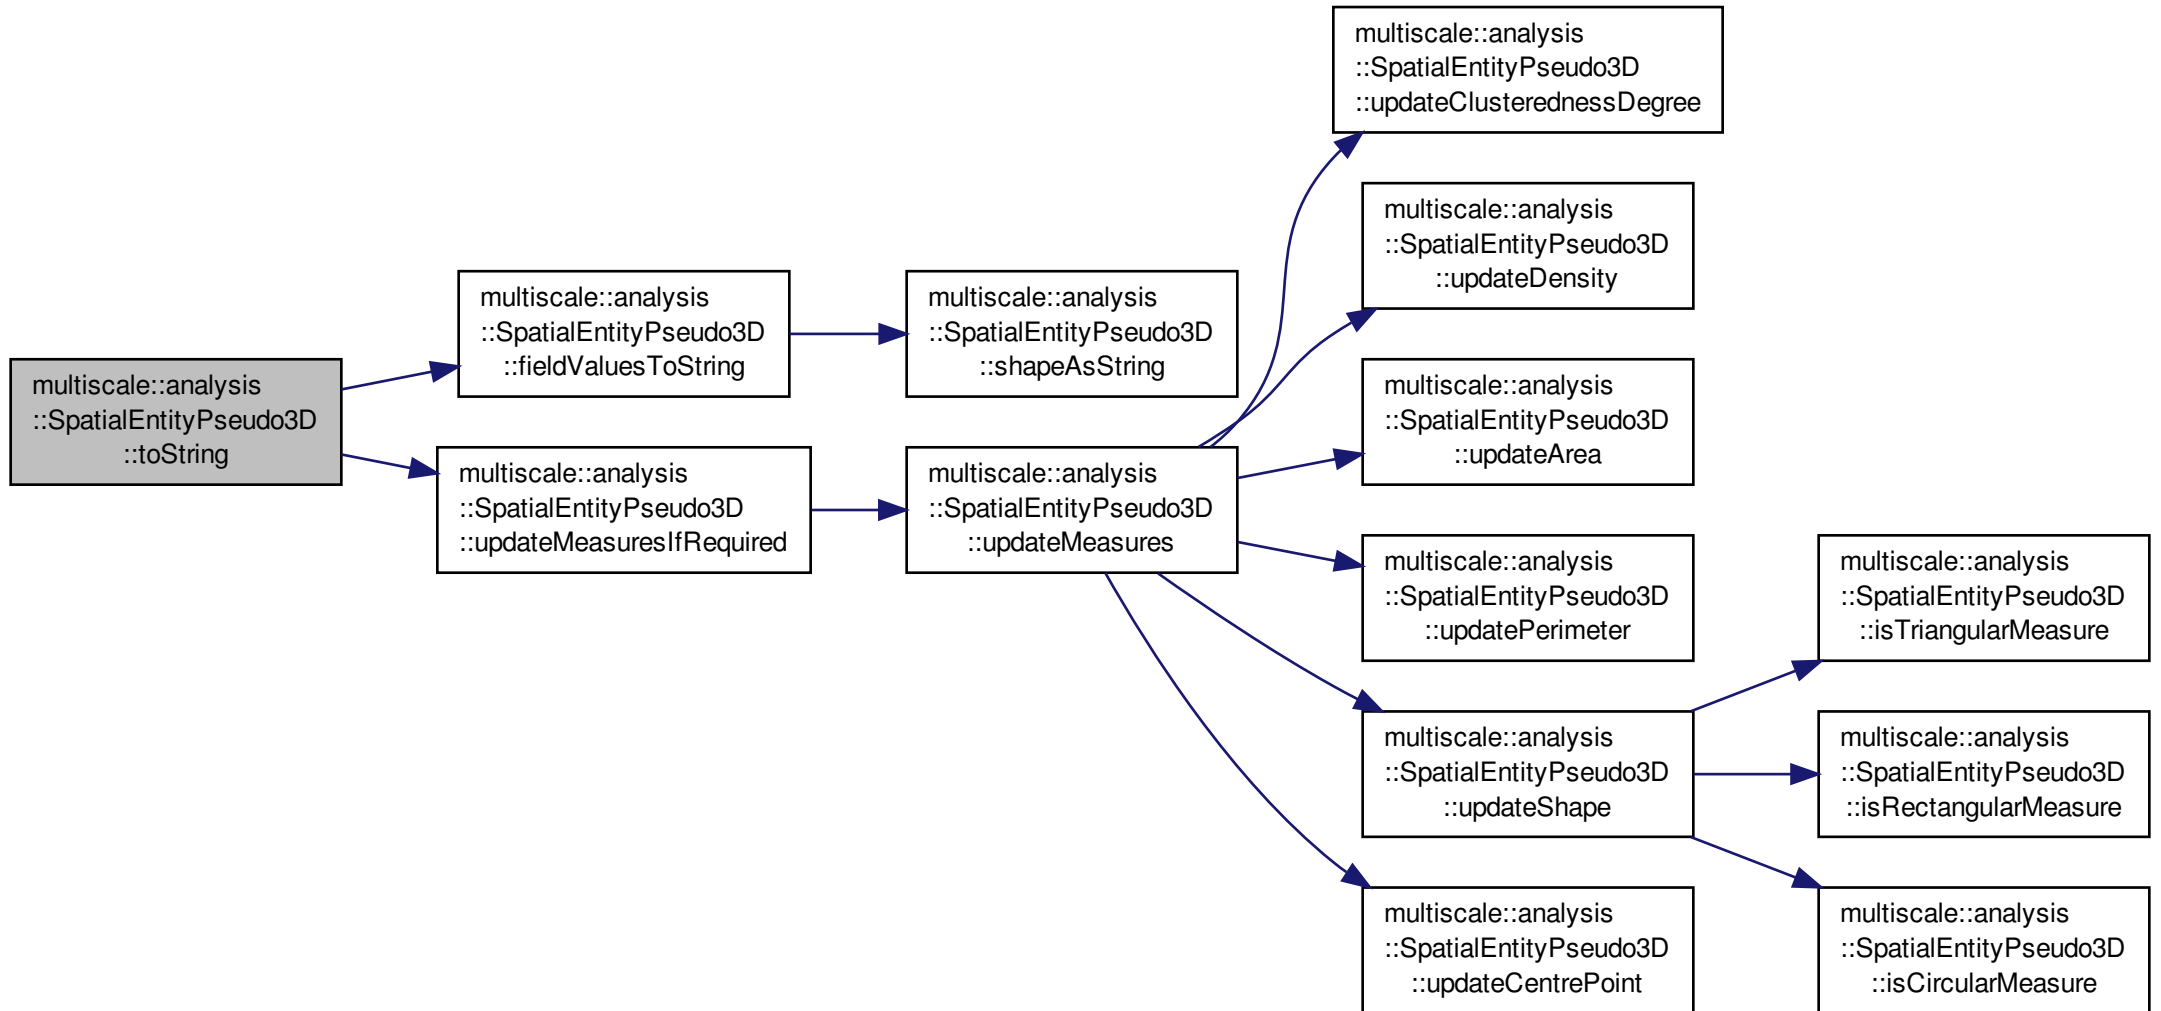 multiscale::analysis
::SpatialEntityPseudo3D
::toString
multiscale::analysis
::SpatialEntityPseudo3D
::fieldValuesToString
multiscale::analysis
::SpatialEntityPseudo3D
::updateMeasuresIfRequired
multiscale::analysis
::SpatialEntityPseudo3D
::shapeAsString
multiscale::analysis
::SpatialEntityPseudo3D
::updateMeasures
multiscale::analysis
::SpatialEntityPseudo3D
::updateClusterednessDegree
multiscale::analysis
::SpatialEntityPseudo3D
::updateDensity
multiscale::analysis
::SpatialEntityPseudo3D
::updateArea
multiscale::analysis
::SpatialEntityPseudo3D
::updatePerimeter
multiscale::analysis
::SpatialEntityPseudo3D
::updateShape
multiscale::analysis
::SpatialEntityPseudo3D
::updateCentrePoint
multiscale::analysis
::SpatialEntityPseudo3D
::isTriangularMeasure
multiscale::analysis
::SpatialEntityPseudo3D
::isRectangularMeasure
multiscale::analysis
::SpatialEntityPseudo3D
::isCircularMeasure